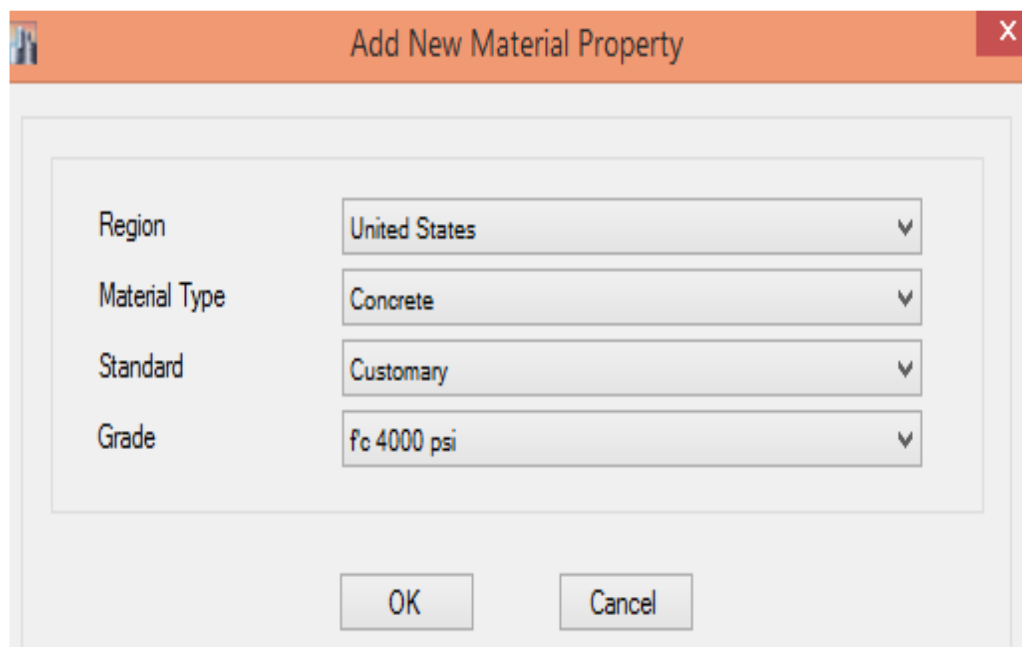 Add New Material Property
X
Region United States
Material Type Concrete
Standard Customary
Grade f'c 4000 psi
OK Cancel